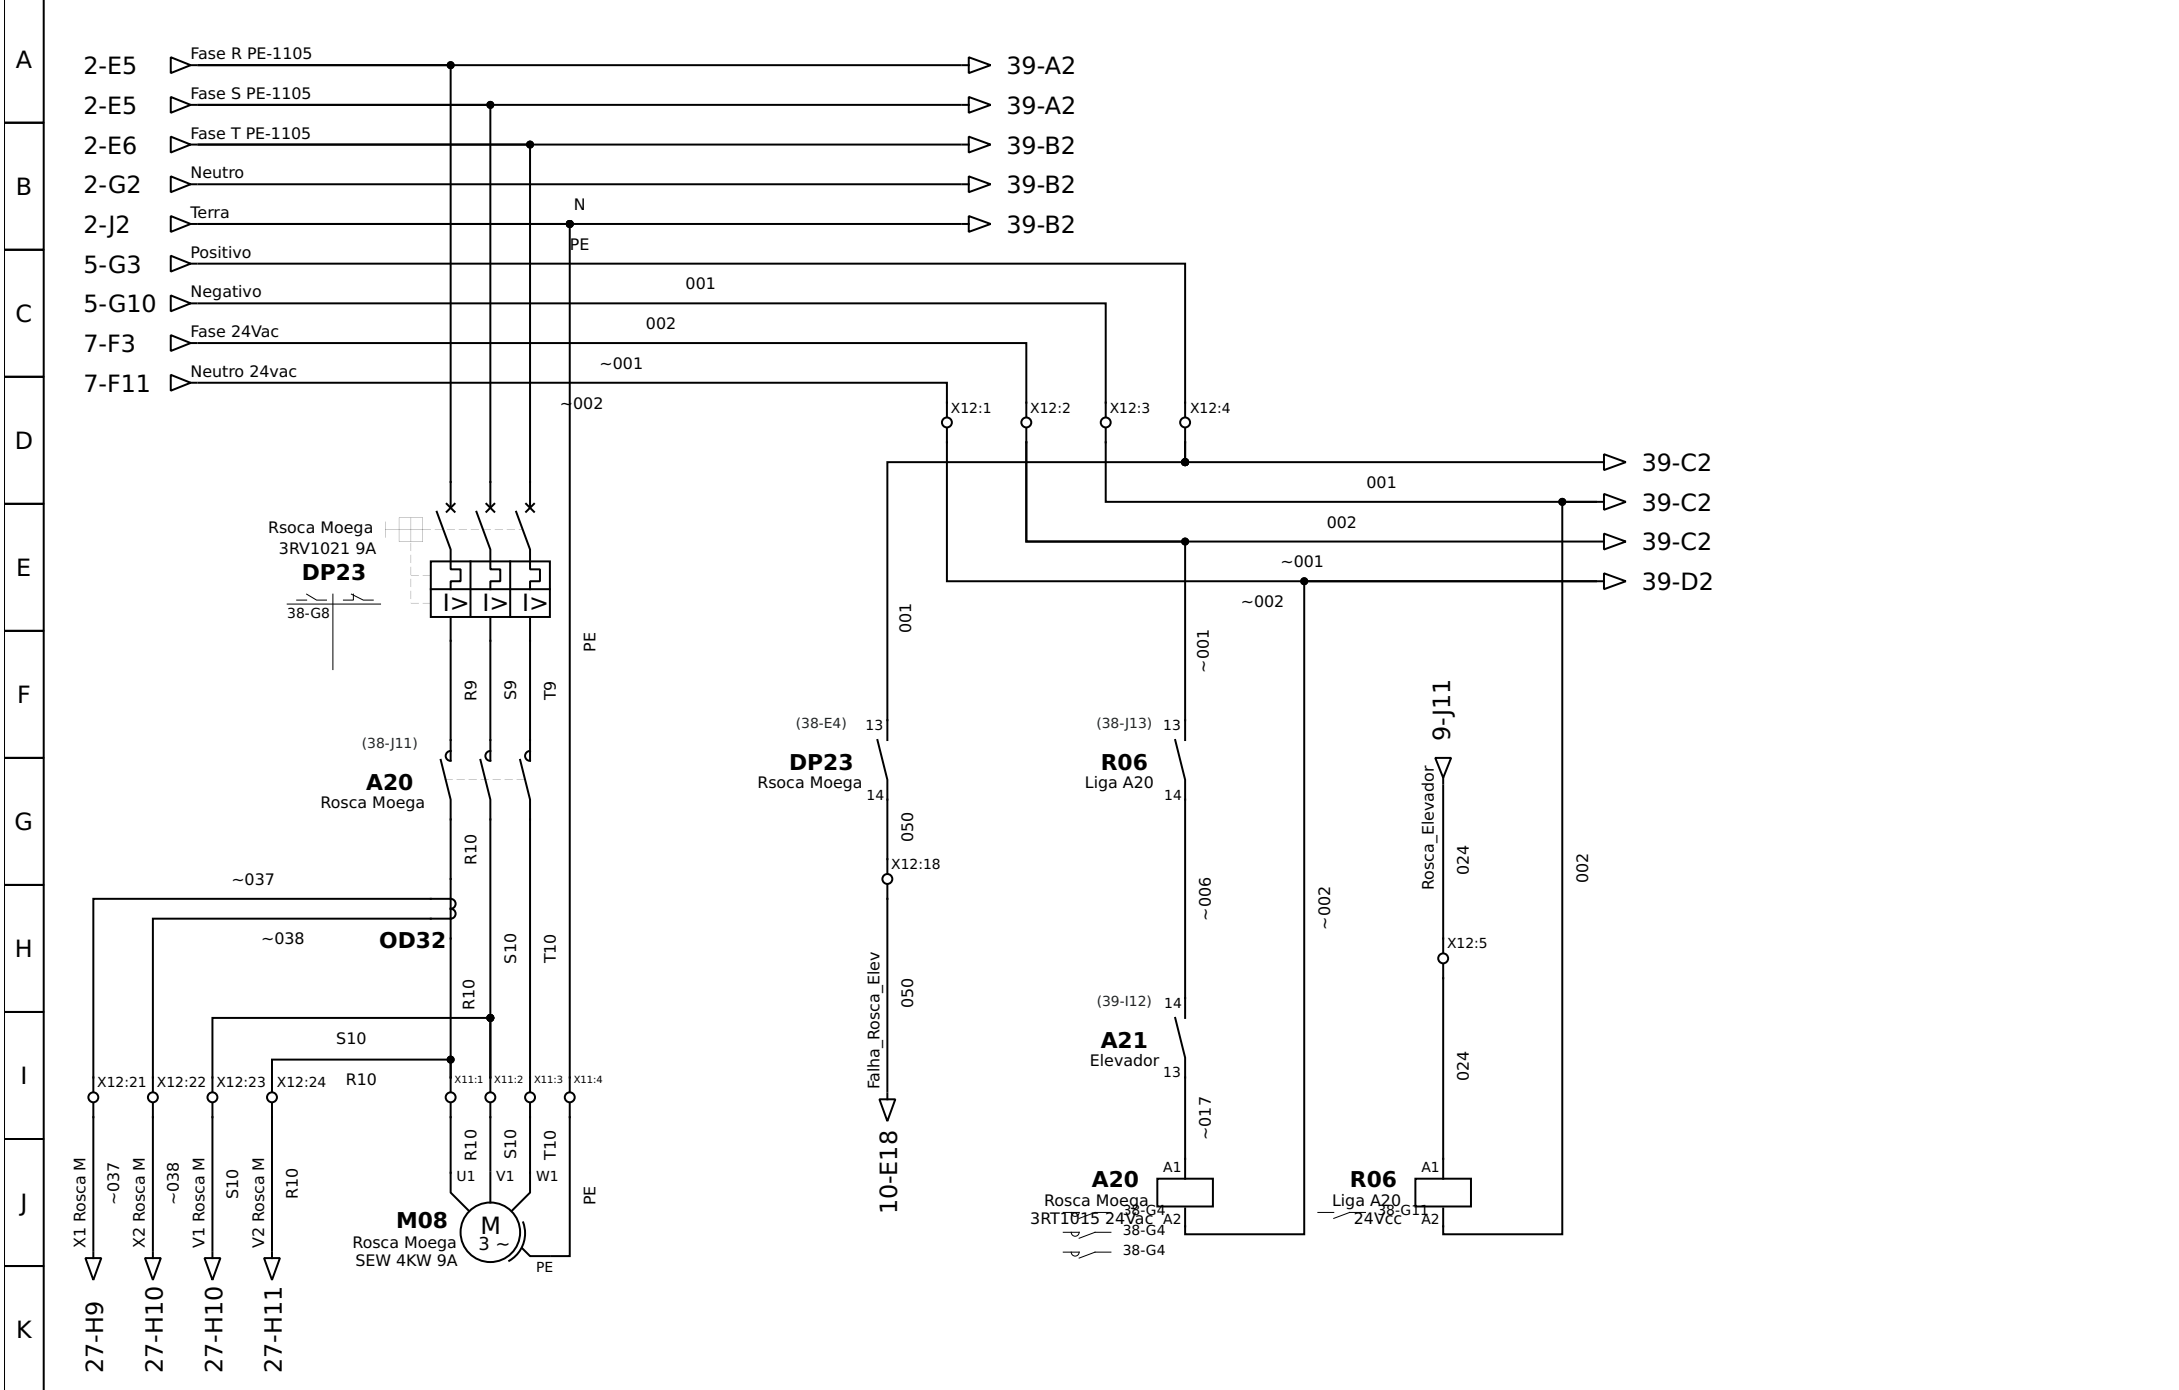 A
B
C
D
E
F
G
H
I
J
K
2-E5
Fase R PE-1105
39-A2
2-E5
Fase S PE-1105
39-A2
2-E6
Fase T PE-1105
39-B2
2-G2
Neutro
39-B2
N
2-J2
Terra
39-B2
PE
5-G3
Positivo
001
5-G10
Negativo
002
7-F3
Fase 24Vac
~001
7-F11
Neutro 24vac
~002
X12:1
X12:2
X12:3
X12:4
39-C2
001
39-C2
002
39-C2
~001
39-D2
~002
Rsoca Moega
3RV1021 9A
DP23
38-G8
I>
I>
I>
PE
R9
S9
T9
(38-J11)
A20
Rosca Moega
R10
~037
~038
OD32
S10
T10
R10
S10
R10
X12:21
X12:22
X12:23
X12:24
X11:1
X11:2
X11:3
X11:4
X1 Rosca M
~037
X2 Rosca M
~038
V1 Rosca M
S10
V2 Rosca M
R10
27-H9
27-H10
27-H10
27-H11
R10
S10
T10
PE
U1
V1
W1
M08
Rosca Moega
SEW 4KW 9A
M
3 ~
PE
001
(38-E4)
13
DP23
Rsoca Moega
14
050
X12:18
Falha_Rosca_Elev
050
10-E18
~001
(38-J13)
13
R06
Liga A20
14
~006
(39-I12)
14
A21
Elevador
13
~017
A1
A20
Rosca Moega
3RT1015 24Vac
A2
38-G4
38-G4
38-G4
~002
9-J11
Rosca_Elevador
024
X12:5
024
A1
R06
Liga A20
24Vcc
A2
38-G11
002